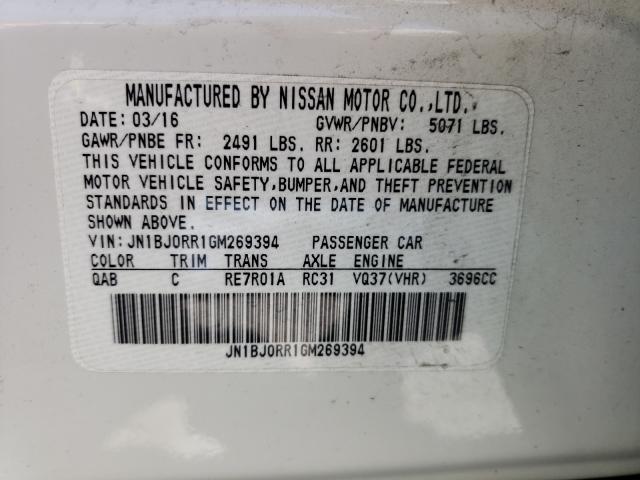 MANUFACTURED BY NISSAN MOTOR CO.,LTD.
DATE: 03/16 GVWR/PNBV: 5071 LBS.
GAWR/PNBE FR: 2491 LBS. RR: 2601 LBS.
THIS VEHICLE CONFORMS TO ALL APPLICABLE FEDERAL
MOTOR VEHICLE SAFETY,BUMPER,AND THEFT PREVENTION
STANDARDS IN EFFECT ON THE DATE OF MANUFACTURE
SHOWN ABOVE.
VIN: JN1BJ0RR1GM269394 PASSENGER CAR
COLOR TRIM TRANS AXLE ENGINE
QAB C RE7R01A RC31 VQ37(VHR) 3696CC
JN1BJ0RR1GM269394